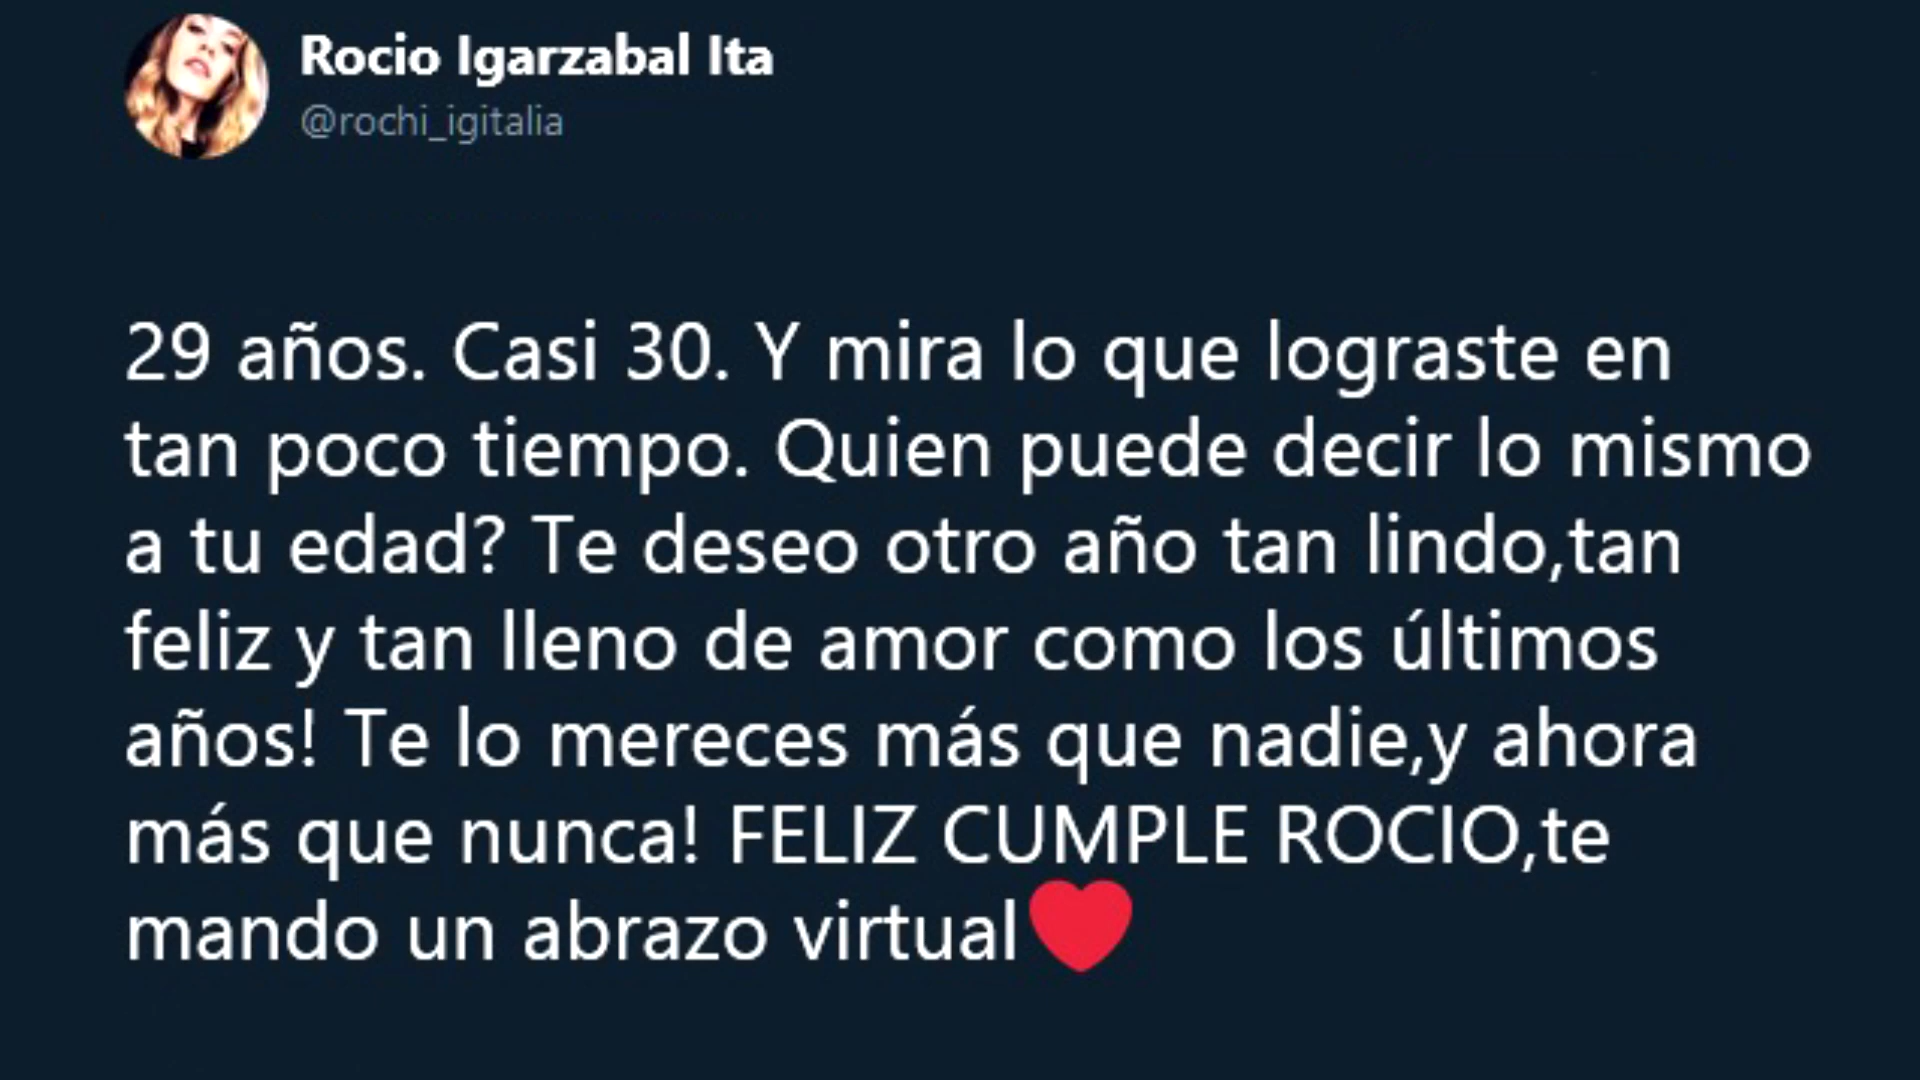 Rocio Igarzabal Ita
@rochi_igitalia
29 años. Casi 30. Y mira lo que lograste en
tan poco tiempo. Quien puede decir lo mismo
a tu edad? Te deseo otro año tan lindo,tan
feliz y tan lleno de amor como los últimos
años! Te lo mereces más que nadie,y ahora
más que nunca! FELIZ CUMPLE ROCIO,te
mando un abrazo virtual❤️